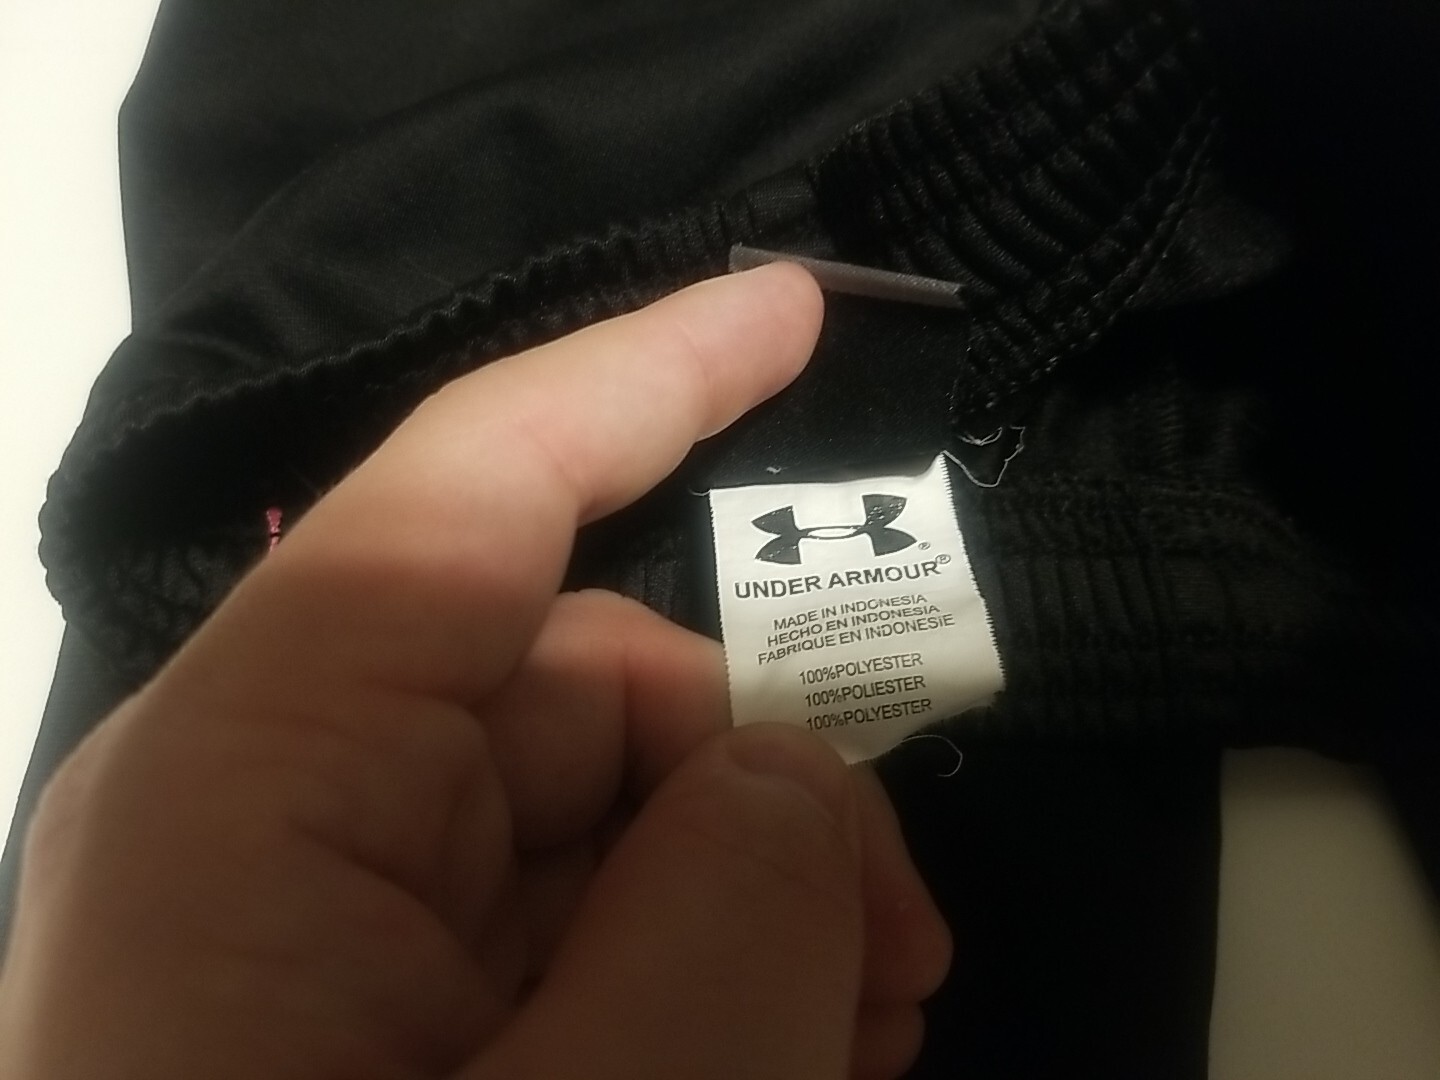 ®
UNDER ARMOUR®
MADE IN INDONESIA
HECHO EN INDONESIA
FABRIQUE EN INDONESIE
100%POLYESTER
100%POLIESTER
100%POLYESTER